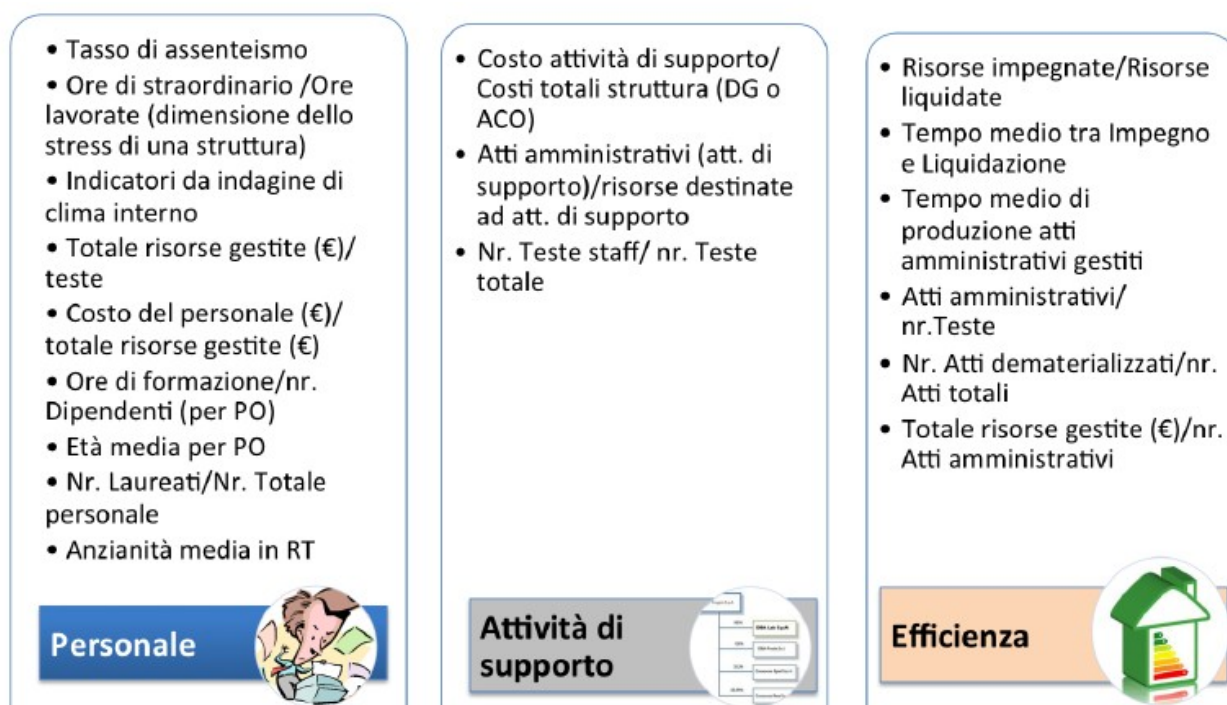 • Tasso di assenteismo
• Ore di straordinario /Ore
lavorate (dimensione dello
stress di una struttura)
• Indicatori da indagine di
clima interno
• Totale risorse gestite (€)/
teste
• Costo del personale (€)/
totale risorse gestite (€)
• Ore di formazione/nr.
Dipendenti (per PO)
• Età media per PO
• Nr. Laureati/Nr. Totale
personale
• Anzianità media in RT
Personale
• Costo attività di supporto/
Costi totali struttura (DG o
ACO)
• Atti amministrativi (att. di
supporto)/risorse destinate
ad att. di supporto
• Nr. Teste staff/ nr. Teste
totale
Attività di
supporto
• Risorse impegnate/Risorse
liquidate
• Tempo medio tra Impegno
e Liquidazione
• Tempo medio di
produzione atti
amministrativi gestiti
• Atti amministrativi/
nr.Teste
• Nr. Atti dematerializzati/nr.
Atti totali
• Totale risorse gestite (€)/nr.
Atti amministrativi
Efficienza